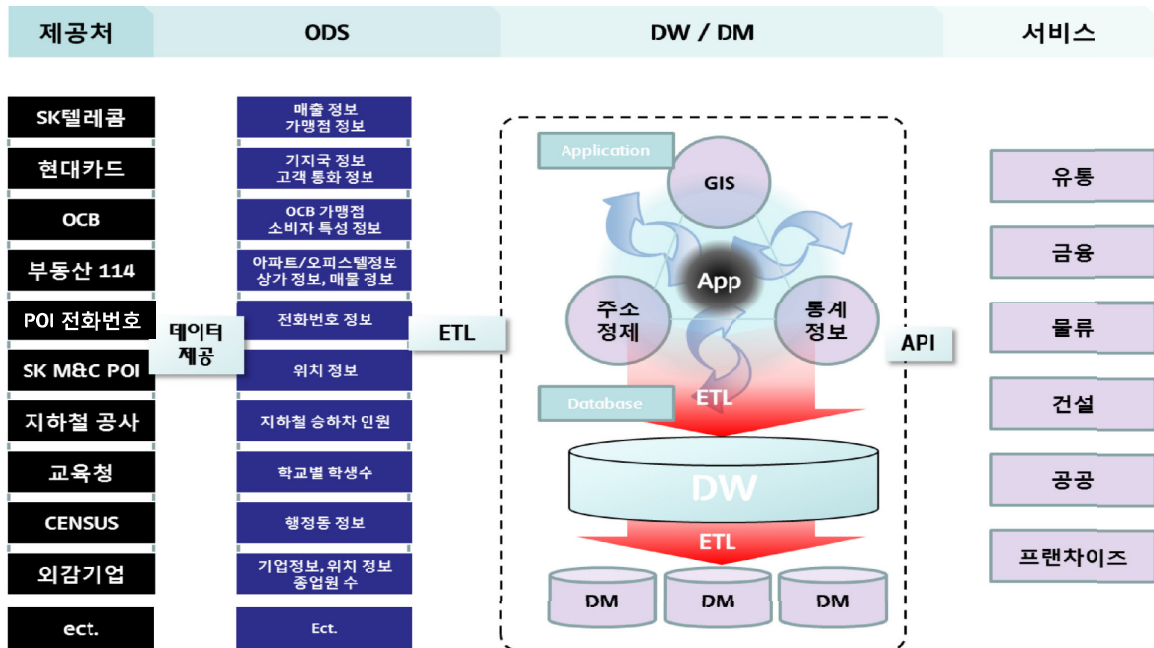 제공처
ODS
DW / DM
서비스
SK텔레콤
현대카드
OCB
부동산 114
POI 전화번호
SK M&C POI
지하철 공사
교육청
CENSUS
외감기업
ect.
데이터
제공
매출 정보
가맹점 정보
기지국 정보
고객 통화 정보
OCB 가맹점
소비자 특성 정보
아파트/오피스텔정보
상가 정보, 매물 정보
전화번호 정보
위치 정보
지하철 승하차 인원
학교별 학생수
행정동 정보
기업정보, 위치 정보
종업원 수
Ect.
ETL
Application
GIS
App
주소
정제
통계
정보
ETL
Database
DW
ETL
DM
DM
DM
API
유통
금융
물류
건설
공공
프랜차이즈